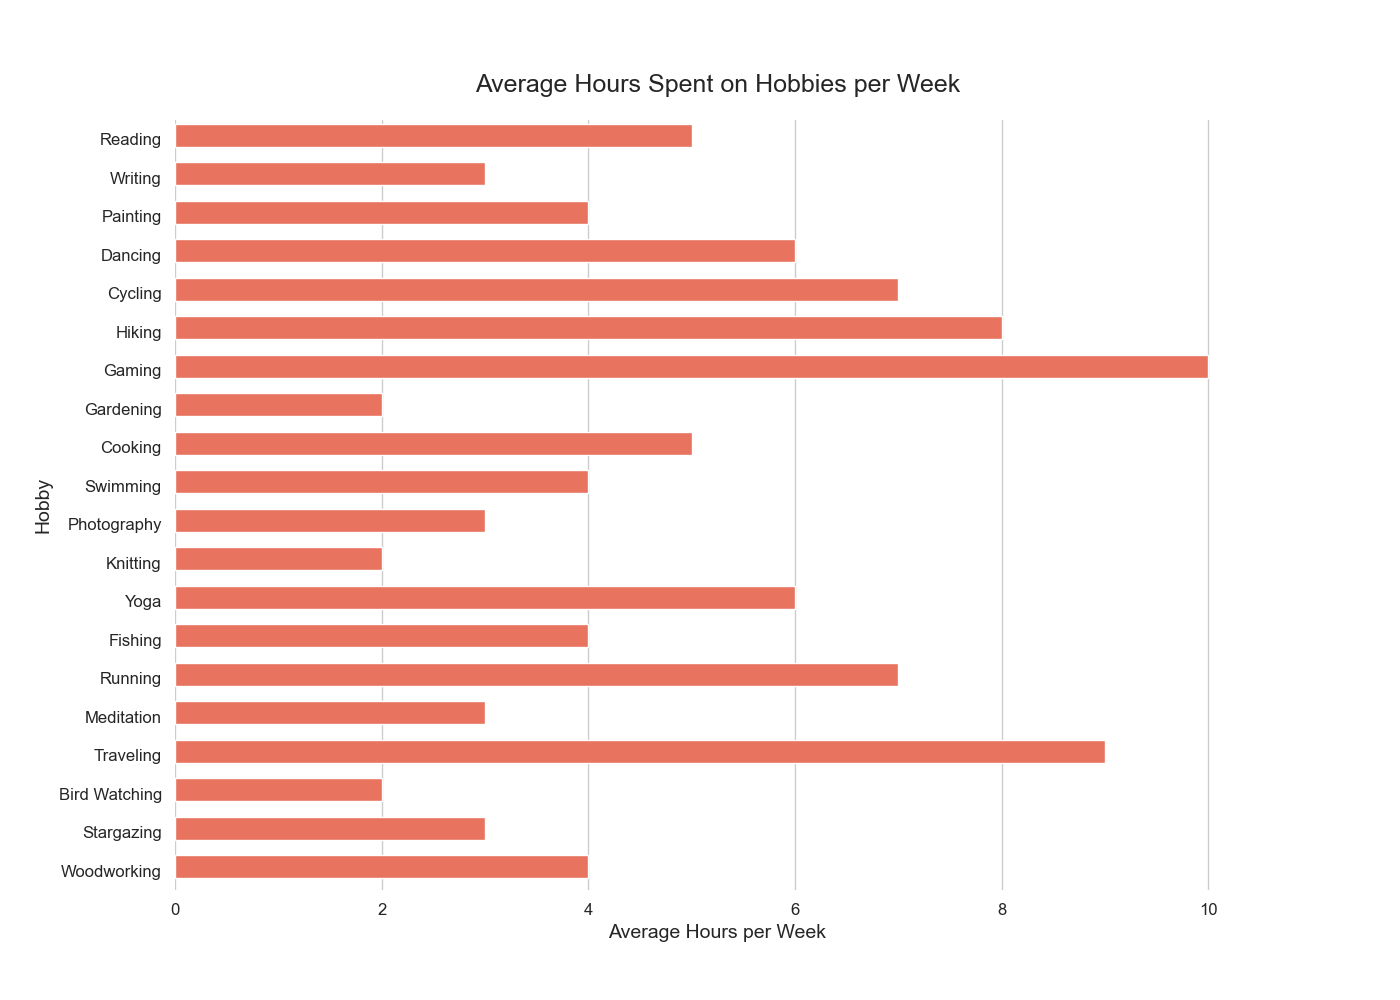 Average Hours Spent on Hobbies per Week
Hobby
Reading
Writing
Painting
Dancing
Cycling
Hiking
Gaming
Gardening
Cooking
Swimming
Photography
Knitting
Yoga
Fishing
Running
Meditation
Traveling
Bird Watching
Stargazing
Woodworking
0 2 4 6 8 10
Average Hours per Week